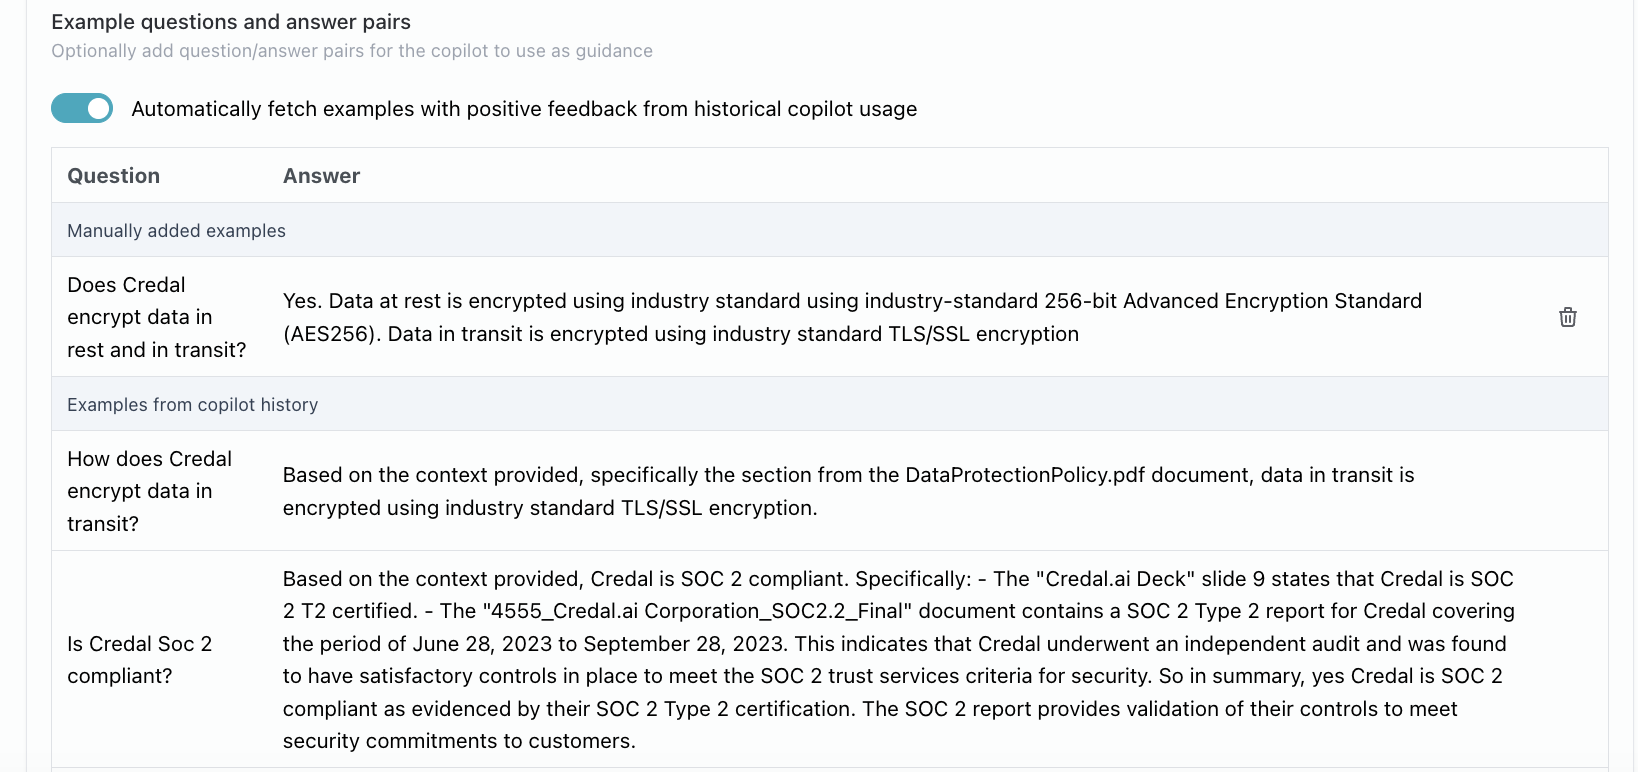 Example questions and answer pairs
Optionally add question/answer pairs for the copilot to use as guidance
Automatically fetch examples with positive feedback from historical copilot usage
Question Answer
Manually added examples
Does Credal
encrypt data in
rest and in transit?
Yes. Data at rest is encrypted using industry standard using industry-standard 256-bit Advanced Encryption Standard
(AES256). Data in transit is encrypted using industry standard TLS/SSL encryption
Examples from copilot history
How does Credal
encrypt data in
transit?
Based on the context provided, specifically the section from the DataProtectionPolicy.pdf document, data in transit is
encrypted using industry standard TLS/SSL encryption.
Is Credal Soc 2
compliant?
Based on the context provided, Credal is SOC 2 compliant. Specifically: - The "Credal.ai Deck" slide 9 states that Credal is SOC
2 T2 certified. - The "4555_Credal.ai Corporation_SOC2.2_Final" document contains a SOC 2 Type 2 report for Credal covering
the period of June 28, 2023 to September 28, 2023. This indicates that Credal underwent an independent audit and was found
to have satisfactory controls in place to meet the SOC 2 trust services criteria for security. So in summary, yes Credal is SOC 2
compliant as evidenced by their SOC 2 Type 2 certification. The SOC 2 report provides validation of their controls to meet
security commitments to customers.